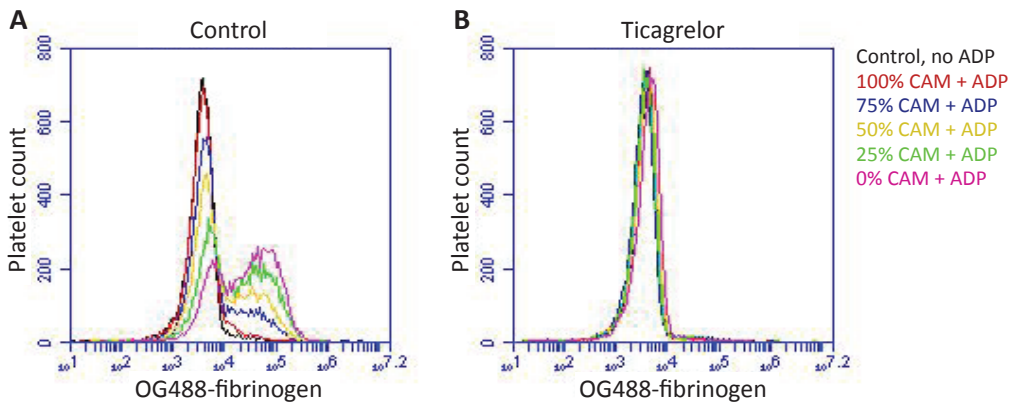 A
Control
800
600
400
200
0
Platelet count
10^1
10^2
10^3
10^4
10^5
10^6
10^7.2
OG488-fibrinogen
B
Ticagrelor
800
600
400
200
0
Platelet count
10^1
10^2
10^3
10^4
10^5
10^6
10^7.2
OG488-fibrinogen
Control, no ADP
100% CAM + ADP
75% CAM + ADP
50% CAM + ADP
25% CAM + ADP
0% CAM + ADP